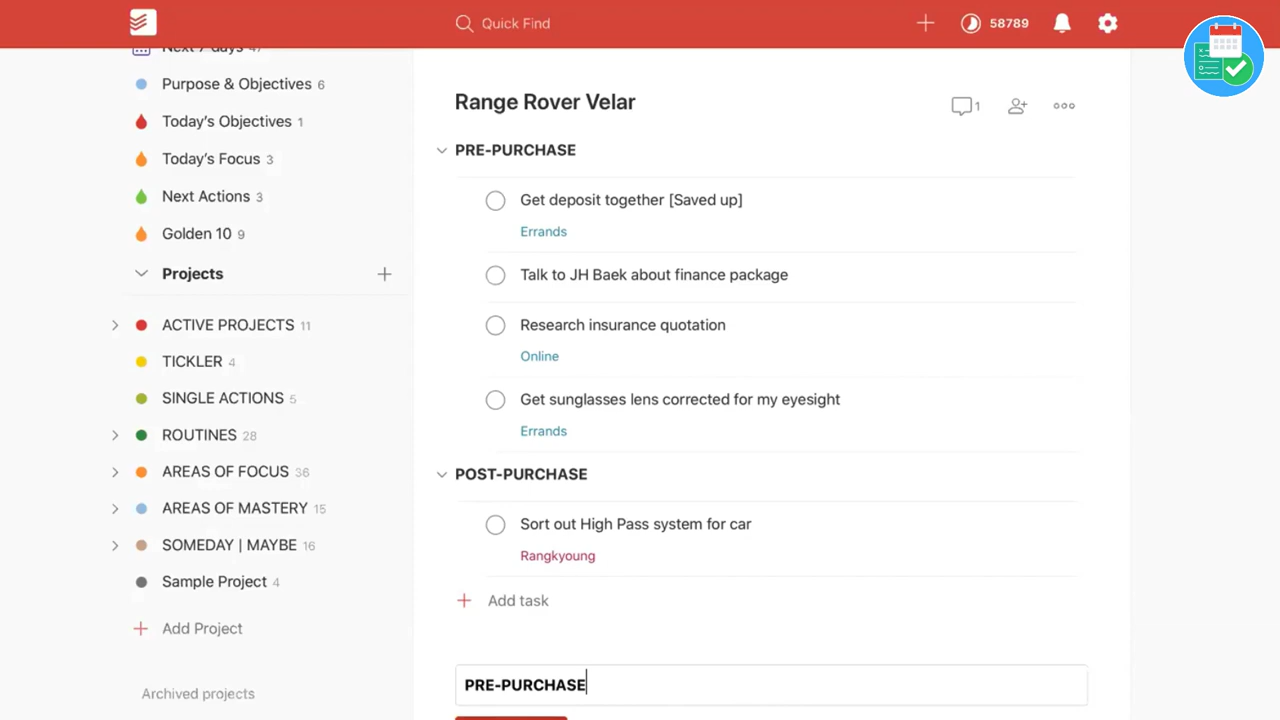 Quick Find
58789
Next 7 days 47
Purpose & Objectives 6
Today's Objectives 1
Today's Focus 3
Next Actions 3
Golden 10 9
Projects
ACTIVE PROJECTS 11
TICKLER 4
SINGLE ACTIONS 5
ROUTINES 28
AREAS OF FOCUS 36
AREAS OF MASTERY 15
SOMEDAY | MAYBE 16
Sample Project 4
Add Project
Archived projects
Range Rover Velar
1
PRE-PURCHASE
Get deposit together [Saved up]
Errands
Talk to JH Baek about finance package
Research insurance quotation
Online
Get sunglasses lens corrected for my eyesight
Errands
POST-PURCHASE
Sort out High Pass system for car
Rangkyoung
Add task
PRE-PURCHASE